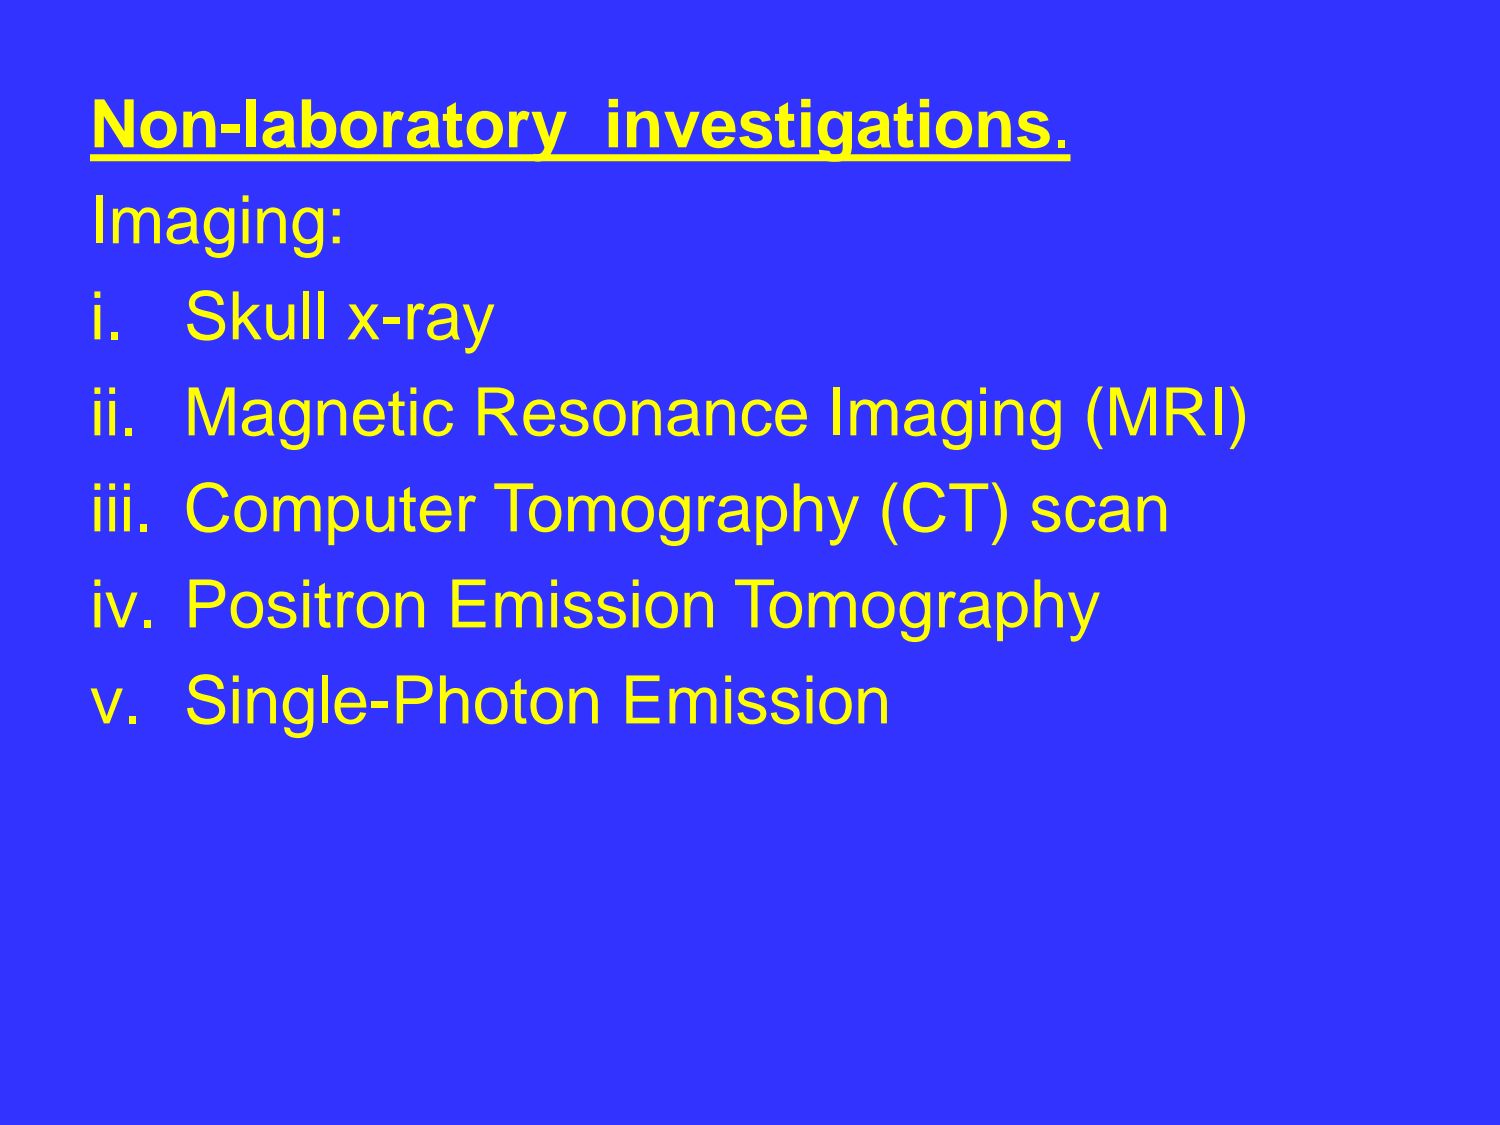 Non-laboratory  investigations.
Imaging:
i. Skull x-ray
ii. Magnetic Resonance Imaging (MRI)
iii. Computer Tomography (CT) scan
iv. Positron Emission Tomography
v. Single-Photon Emission